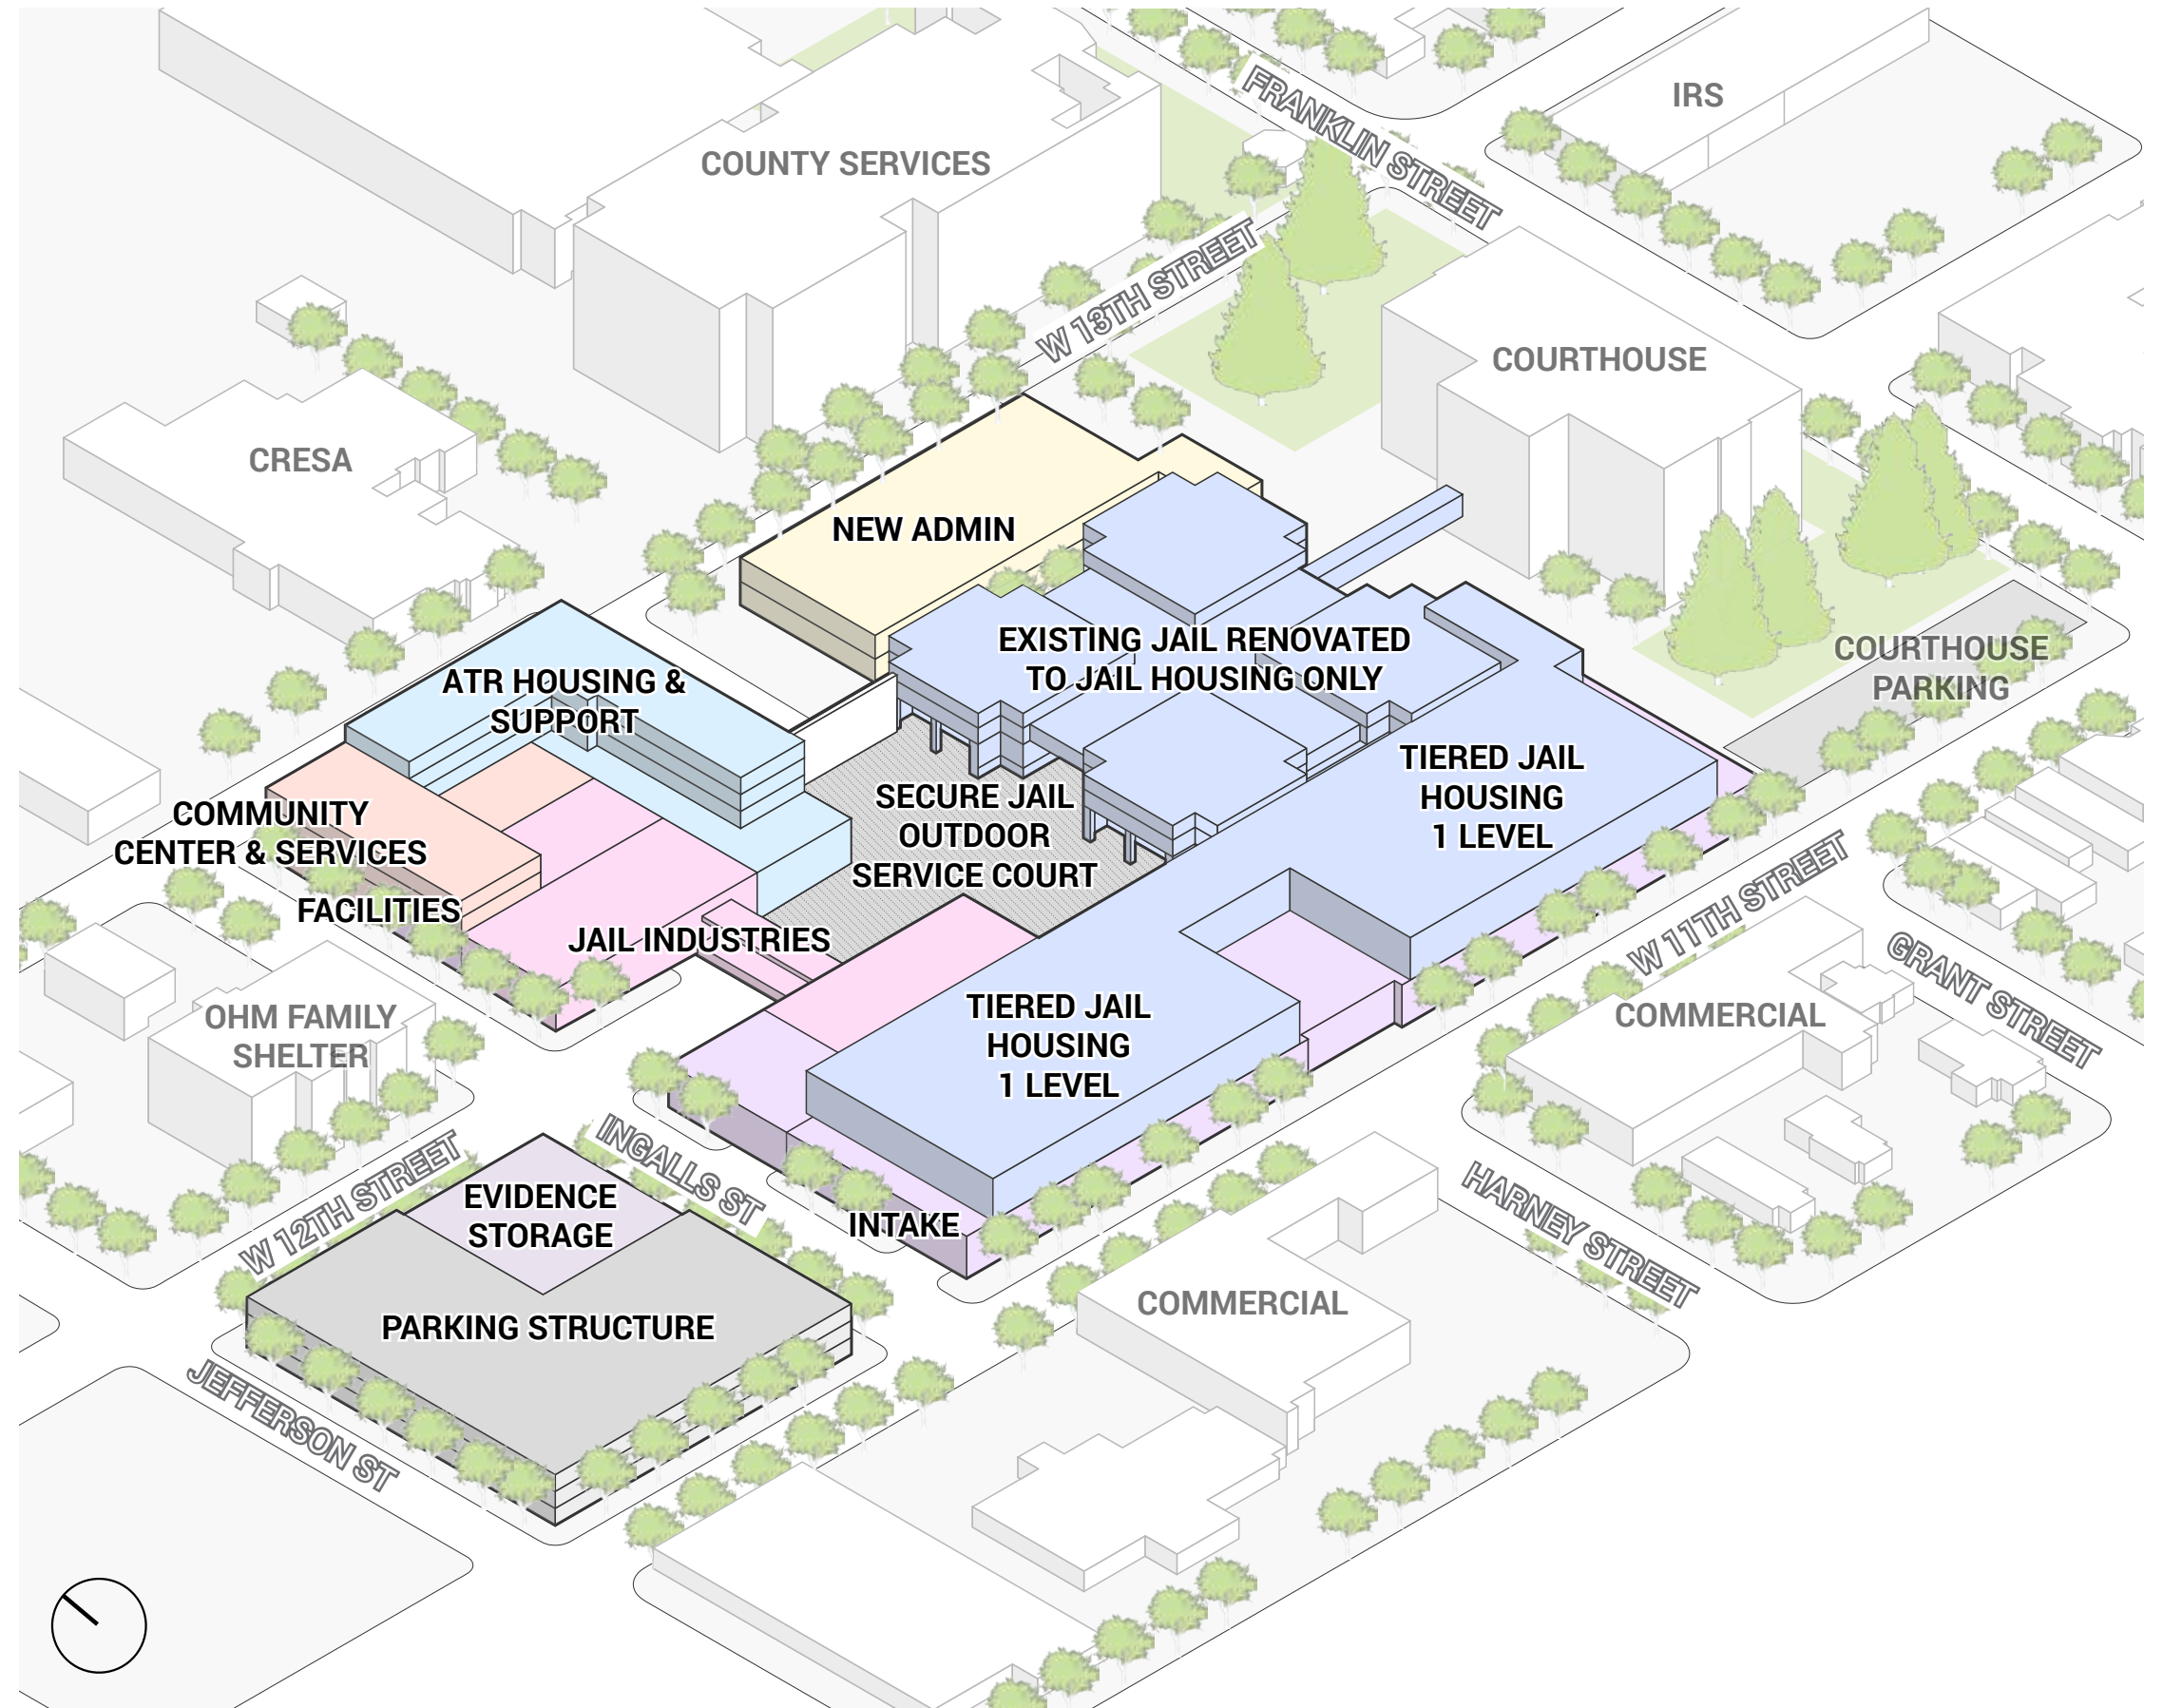 FRANKLIN STREET
IRS
COUNTY SERVICES
W 13TH STREET
COURTHOUSE
CRESA
NEW ADMIN
EXISTING JAIL RENOVATED
TO JAIL HOUSING ONLY
COURTHOUSE
PARKING
ATR HOUSING &
SUPPORT
TIERED JAIL
HOUSING
1 LEVEL
SECURE JAIL
OUTDOOR
SERVICE COURT
COMMUNITY
CENTER & SERVICES
FACILITIES
JAIL INDUSTRIES
W 11TH STREET
GRANT STREET
OHM FAMILY
SHELTER
TIERED JAIL
HOUSING
1 LEVEL
COMMERCIAL
W 12TH STREET
INGALLS ST
EVIDENCE
STORAGE
INTAKE
HARNEY STREET
PARKING STRUCTURE
COMMERCIAL
JEFFERSON ST